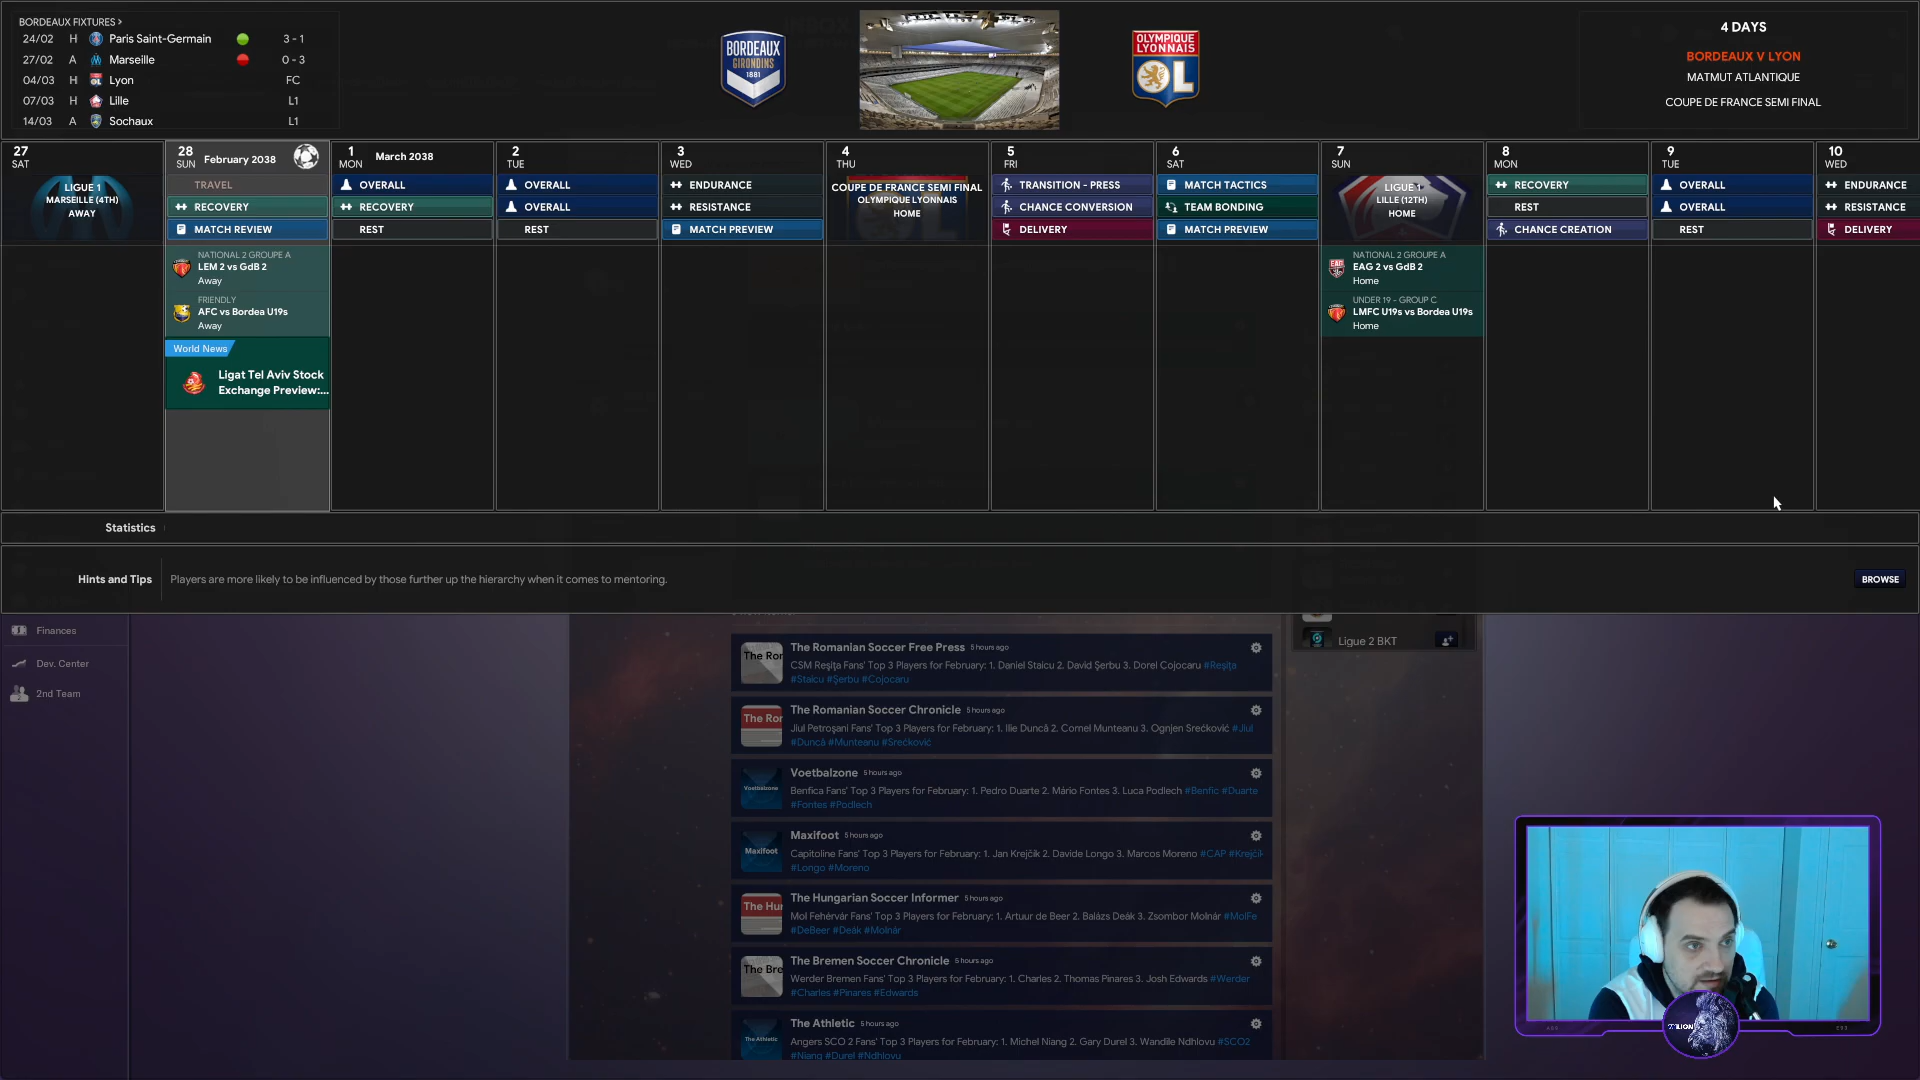 BORDEAUX FIXTURES >
24/02 H Paris Saint-Germain 3 - 1
27/02 A Marseille 0 - 3
04/03 H Lyon FC
07/03 H Lille L1
14/03 A Sochaux L1
BORDEAUX
GIRONDINS
1881
OLYMPIQUE
LYONNAIS
OL
4 DAYS
BORDEAUX V LYON
MATMUT ATLANTIQUE
COUPE DE FRANCE SEMI FINAL
27
SAT
LIGUE 1
MARSEILLE (4TH)
AWAY
28
SUN
February 2038
TRAVEL
RECOVERY
MATCH REVIEW
NATIONAL 2 GROUPE A
LEM 2 vs GdB 2
Away
FRIENDLY
AFC vs Bordea U19s
Away
World News
Ligat Tel Aviv Stock
Exchange Preview:...
1
MON
March 2038
OVERALL
RECOVERY
REST
2
TUE
OVERALL
OVERALL
REST
3
WED
ENDURANCE
RESISTANCE
MATCH PREVIEW
4
THU
COUPE DE FRANCE SEMI FINAL
OLYMPIQUE LYONNAIS
HOME
5
FRI
TRANSITION - PRESS
CHANCE CONVERSION
DELIVERY
6
SAT
MATCH TACTICS
TEAM BONDING
MATCH PREVIEW
7
SUN
LIGUE 1
LILLE (12TH)
HOME
NATIONAL 2 GROUPE A
EAG 2 vs GdB 2
Home
UNDER 19 - GROUP C
LMFC U19s vs Bordea U19s
Home
8
MON
RECOVERY
REST
CHANCE CREATION
9
TUE
OVERALL
OVERALL
REST
10
WED
ENDURANCE
RESISTANCE
DELIVERY
Statistics
Hints and Tips
Players are more likely to be influenced by those further up the hierarchy when it comes to mentoring.
BROWSE
Finances
Dev. Center
2nd Team
Ligue 2 BKT
The Ror
The Romanian Soccer Free Press 5 hours ago
CSM Reşiţa Fans' Top 3 Players for February: 1. Daniel Staicu 2. David Şerbu 3. Dorel Cojocaru #Reşiţa
#Staicu #Şerbu #Cojocaru
The Ror
The Romanian Soccer Chronicle 5 hours ago
Jiul Petroşani Fans' Top 3 Players for February: 1. Ilie Duncă 2. Cornel Munteanu 3. Ognjen Srećković #Jiul
#Duncă #Munteanu #Srećković
Voetbalzone
Voetbalzone 5 hours ago
Benfica Fans' Top 3 Players for February: 1. Pedro Duarte 2. Mário Fontes 3. Luca Podlech #Benfic #Duarte
#Fontes #Podlech
Maxifoot
Maxifoot 5 hours ago
Capitoline Fans' Top 3 Players for February: 1. Jan Krejčík 2. Davide Longo 3. Marcos Moreno #CAP #Krejčík
#Longo #Moreno
The Hur
The Hungarian Soccer Informer 5 hours ago
Mol Fehérvár Fans' Top 3 Players for February: 1. Artuur de Beer 2. Balázs Deák 3. Zsombor Molnár #MolFe
#DeBeer #Deák #Molnár
The Bre
The Bremen Soccer Chronicle 5 hours ago
Werder Bremen Fans' Top 3 Players for February: 1. Charles 2. Thomas Pinares 3. Josh Edwards #Werder
#Charles #Pinares #Edwards
The Athletic
The Athletic 5 hours ago
Angers SCO 2 Fans' Top 3 Players for February: 1. Michel Niang 2. Gary Durel 3. Wandile Ndhlovu #SCO2
#Niang #Durel #Ndhlovu